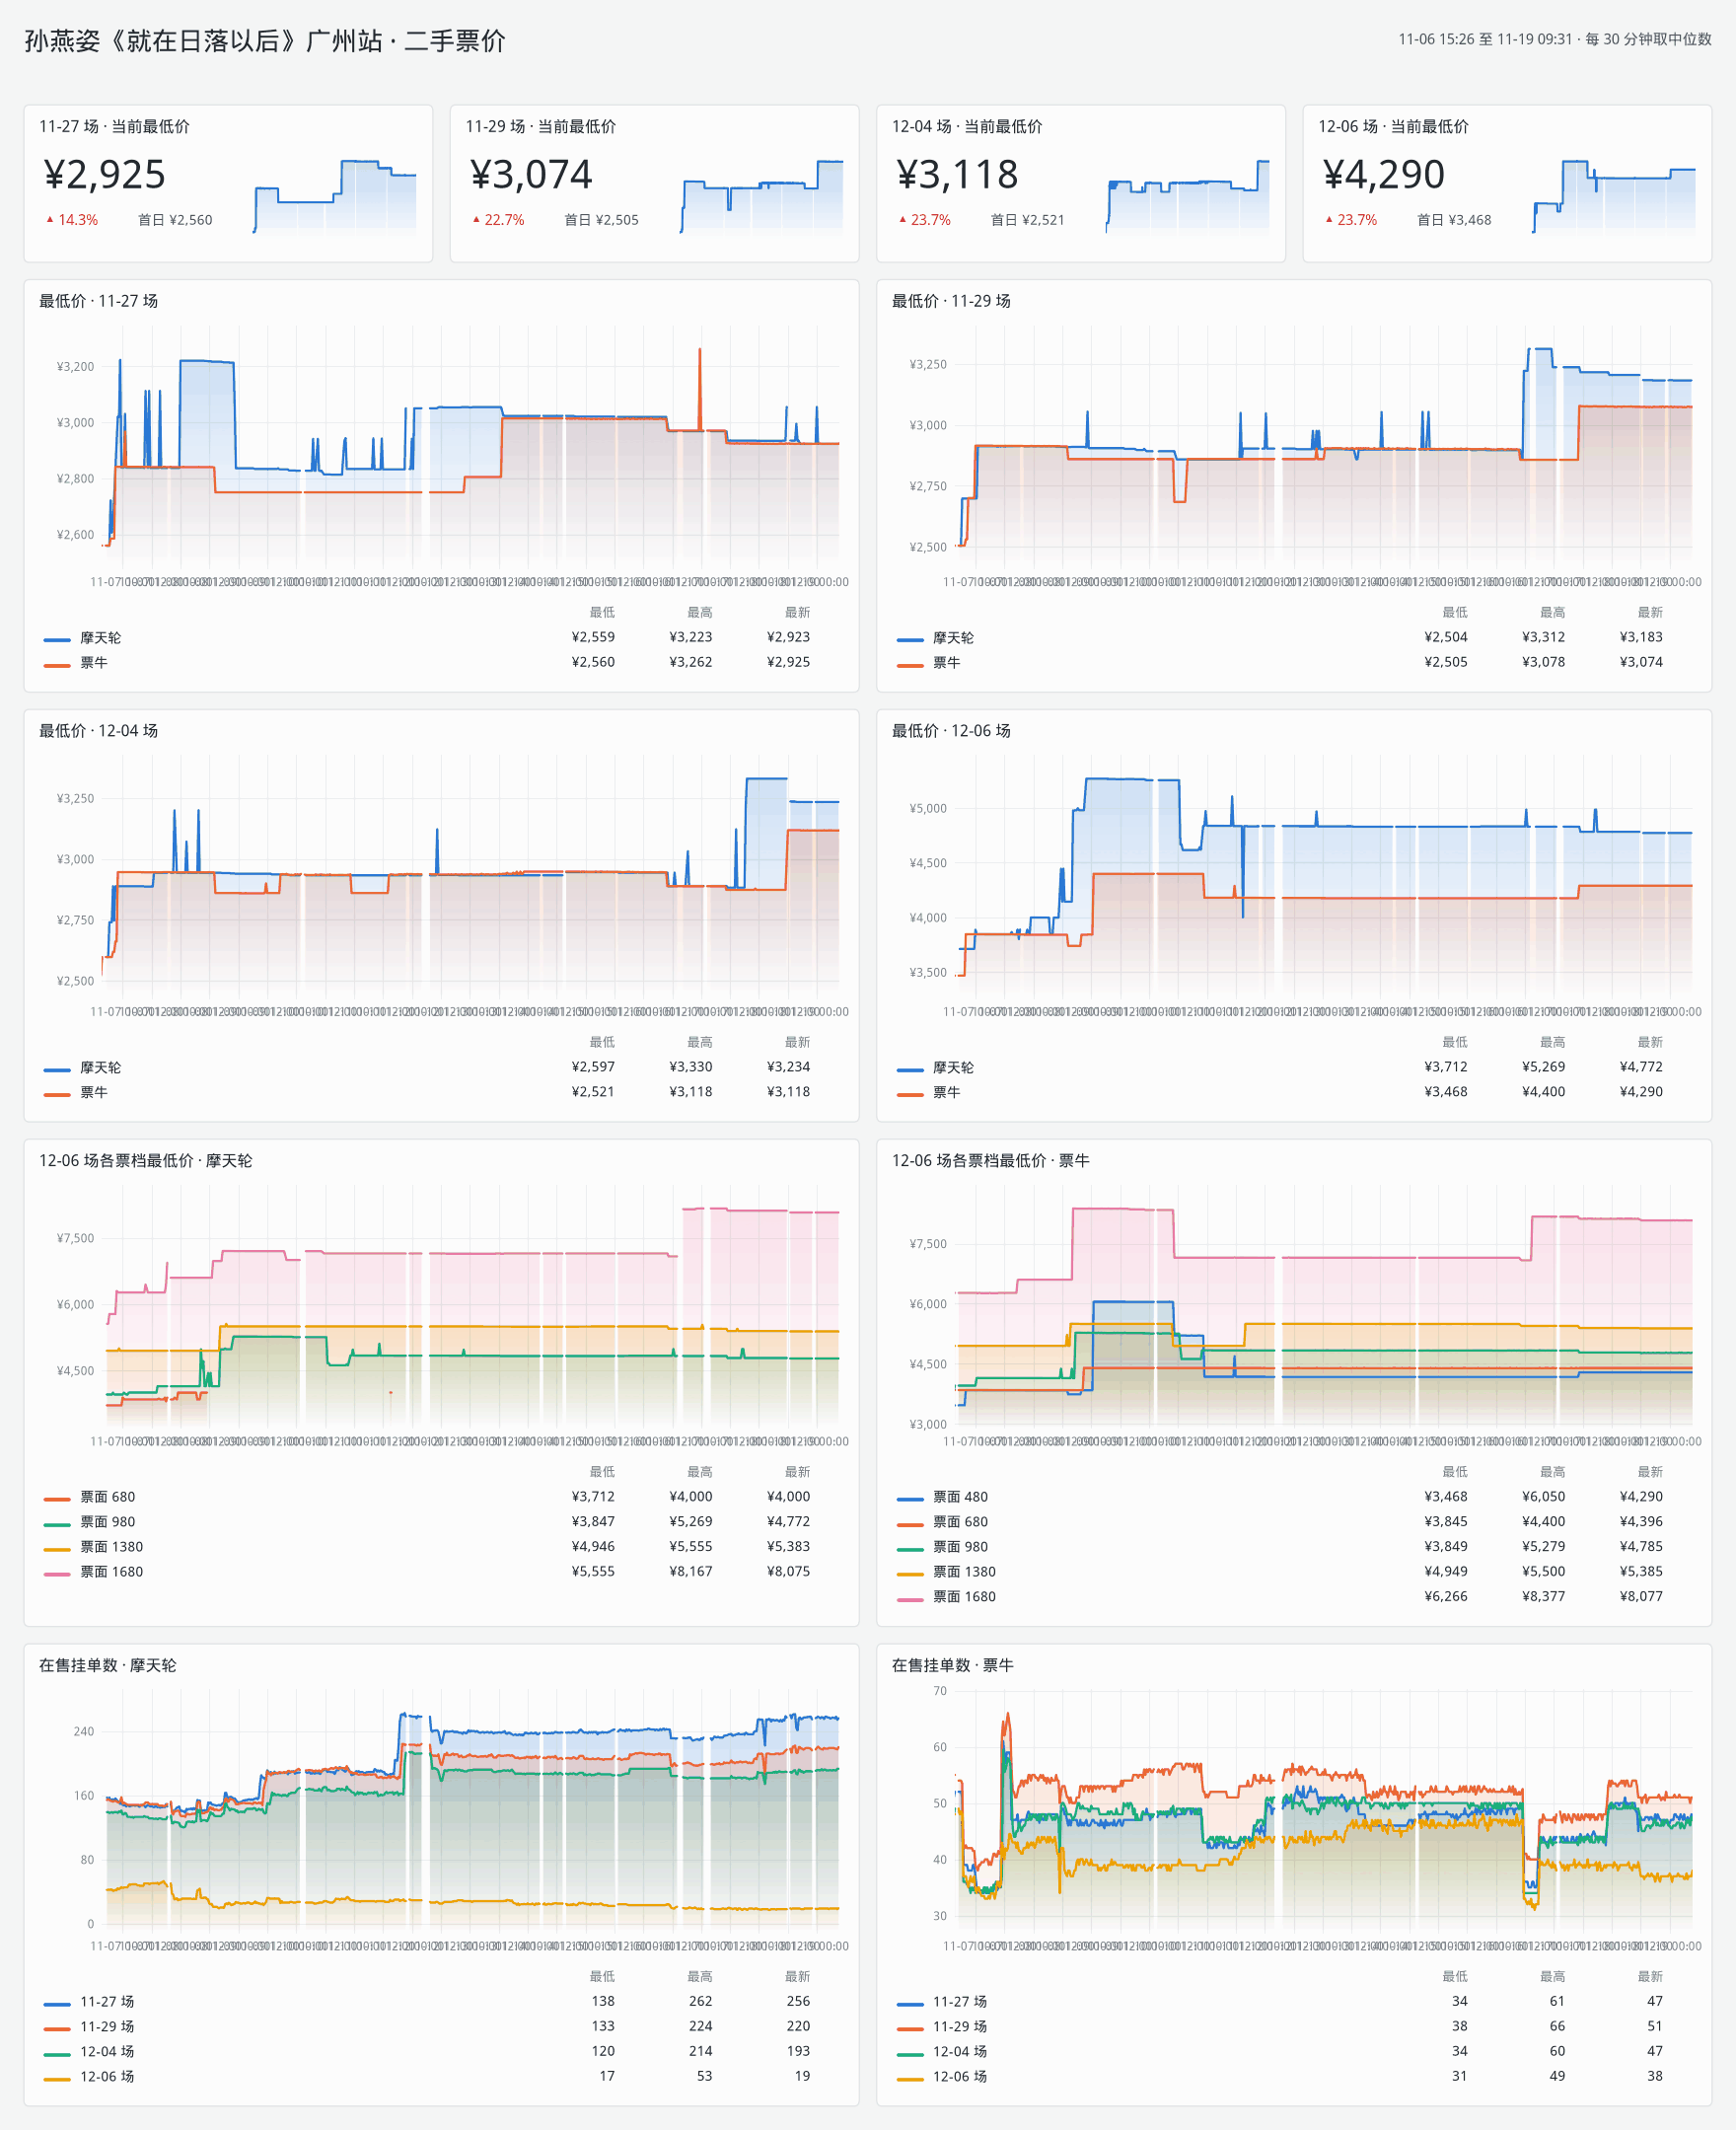 孙燕姿《就在日落以后》广州站 · 二手票价
11-06 15:26 至 11-19 09:31 · 每 30 分钟取中位数
11-27 场 · 当前最低价
¥2,925
▲ 14.3% 首日 ¥2,560
11-29 场 · 当前最低价
¥3,074
▲ 22.7% 首日 ¥2,505
12-04 场 · 当前最低价
¥3,118
▲ 23.7% 首日 ¥2,521
12-06 场 · 当前最低价
¥4,290
▲ 23.7% 首日 ¥3,468
最低价 · 11-27 场
¥3,200
¥3,000
¥2,800
¥2,600
最低 最高 最新
摩天轮 ¥2,559 ¥3,223 ¥2,923
票牛 ¥2,560 ¥3,262 ¥2,925
最低价 · 11-29 场
¥3,250
¥3,000
¥2,750
¥2,500
最低 最高 最新
摩天轮 ¥2,504 ¥3,312 ¥3,183
票牛 ¥2,505 ¥3,078 ¥3,074
最低价 · 12-04 场
¥3,250
¥3,000
¥2,750
¥2,500
最低 最高 最新
摩天轮 ¥2,597 ¥3,330 ¥3,234
票牛 ¥2,521 ¥3,118 ¥3,118
最低价 · 12-06 场
¥5,000
¥4,500
¥4,000
¥3,500
最低 最高 最新
摩天轮 ¥3,712 ¥5,269 ¥4,772
票牛 ¥3,468 ¥4,400 ¥4,290
12-06 场各票档最低价 · 摩天轮
¥7,500
¥6,000
¥4,500
最低 最高 最新
票面 680 ¥3,712 ¥4,000 ¥4,000
票面 980 ¥3,847 ¥5,269 ¥4,772
票面 1380 ¥4,946 ¥5,555 ¥5,383
票面 1680 ¥5,555 ¥8,167 ¥8,075
12-06 场各票档最低价 · 票牛
¥7,500
¥6,000
¥4,500
¥3,000
最低 最高 最新
票面 480 ¥3,468 ¥6,050 ¥4,290
票面 680 ¥3,845 ¥4,400 ¥4,396
票面 980 ¥3,849 ¥5,279 ¥4,785
票面 1380 ¥4,949 ¥5,500 ¥5,385
票面 1680 ¥6,266 ¥8,377 ¥8,077
在售挂单数 · 摩天轮
240
160
80
0
最低 最高 最新
11-27 场 138 262 256
11-29 场 133 224 220
12-04 场 120 214 193
12-06 场 17 53 19
在售挂单数 · 票牛
70
60
50
40
30
最低 最高 最新
11-27 场 34 61 47
11-29 场 38 66 51
12-04 场 34 60 47
12-06 场 31 49 38